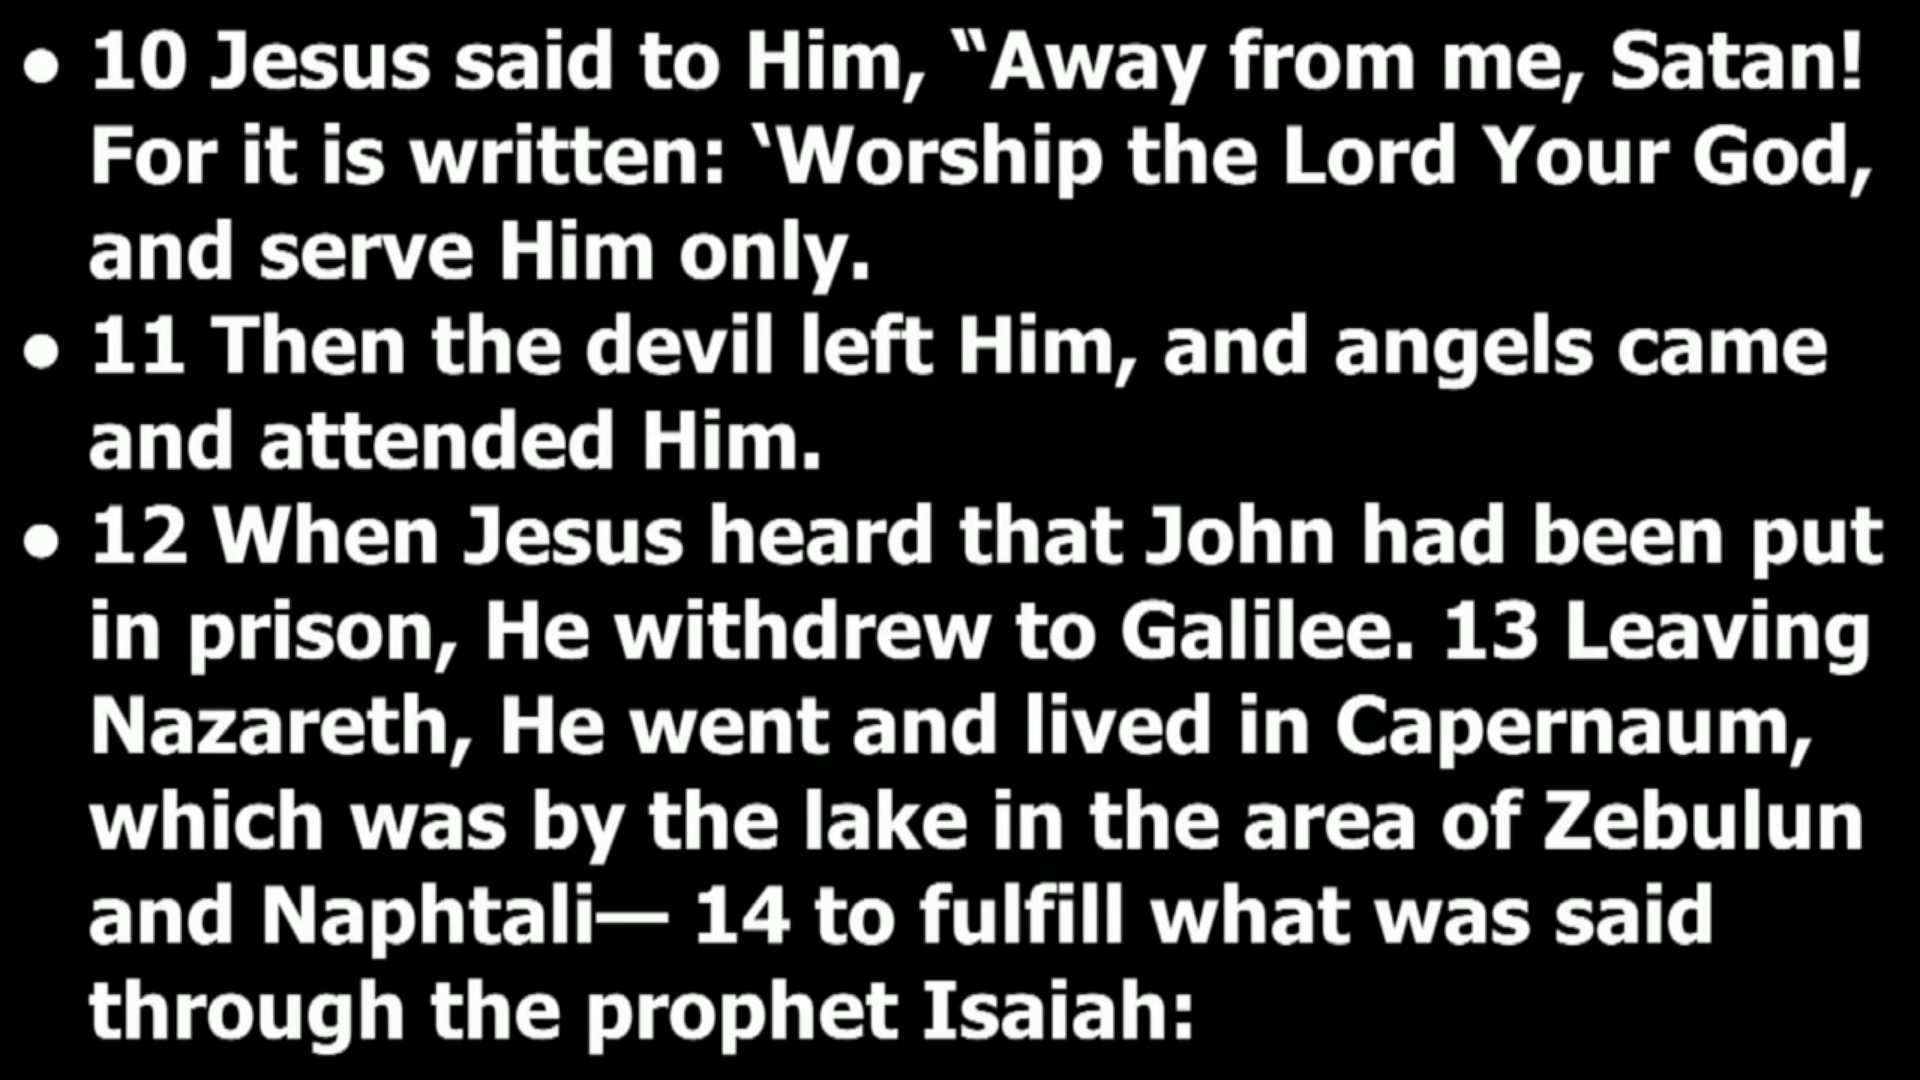 • 10 Jesus said to Him, “Away from me, Satan!
For it is written: ‘Worship the Lord Your God,
and serve Him only.
• 11 Then the devil left Him, and angels came
and attended Him.
• 12 When Jesus heard that John had been put
in prison, He withdrew to Galilee. 13 Leaving
Nazareth, He went and lived in Capernaum,
which was by the lake in the area of Zebulun
and Naphtali— 14 to fulfill what was said
through the prophet Isaiah: